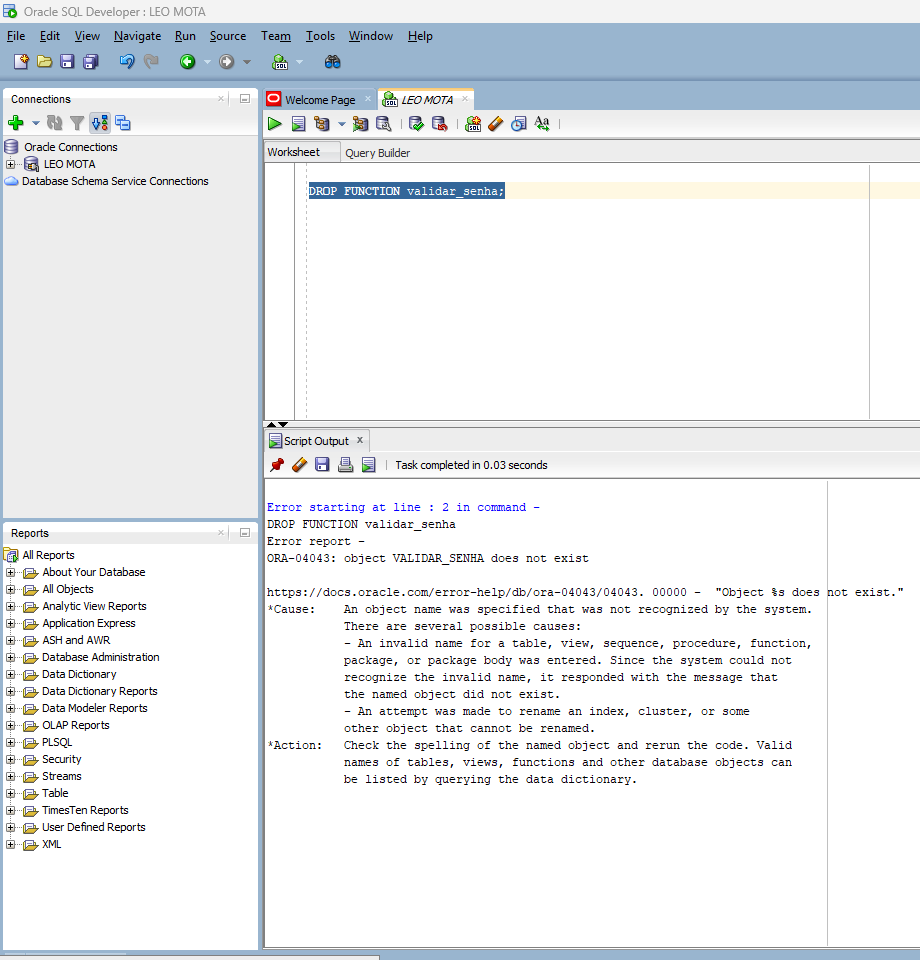 Oracle SQL Developer : LEO MOTA
File Edit View Navigate Run Source Team Tools Window Help
Connections
Oracle Connections
LEO MOTA
Database Schema Service Connections
Welcome Page
LEO MOTA
SQL
Worksheet
Query Builder
DROP FUNCTION validar_senha;
Script Output
Task completed in 0.03 seconds
Error starting at line : 2 in command -
DROP FUNCTION validar_senha
Error report -
ORA-04043: object VALIDAR_SENHA does not exist
https://docs.oracle.com/error-help/db/ora-04043/04043. 00000 -  "Object %s does not exist."
*Cause:    An object name was specified that was not recognized by the system.
There are several possible causes:
- An invalid name for a table, view, sequence, procedure, function,
package, or package body was entered. Since the system could not
recognize the invalid name, it responded with the message that
the named object did not exist.
- An attempt was made to rename an index, cluster, or some
other object that cannot be renamed.
*Action:   Check the spelling of the named object and rerun the code. Valid
names of tables, views, functions and other database objects can
be listed by querying the data dictionary.
Reports
All Reports
About Your Database
All Objects
Analytic View Reports
Application Express
ASH and AWR
Database Administration
Data Dictionary
Data Dictionary Reports
Data Modeler Reports
OLAP Reports
PLSQL
Security
Streams
Table
TimesTen Reports
User Defined Reports
XML